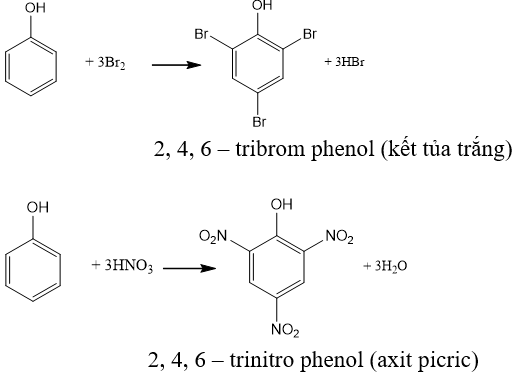 OH
+ 3Br₂
OH
Br
Br
Br
+ 3HBr
2, 4, 6 – tribrom phenol (kết tủa trắng)
OH
+ 3HNO₃
OH
O₂N
NO₂
NO₂
+ 3H₂O
2, 4, 6 – trinitro phenol (axit picric)